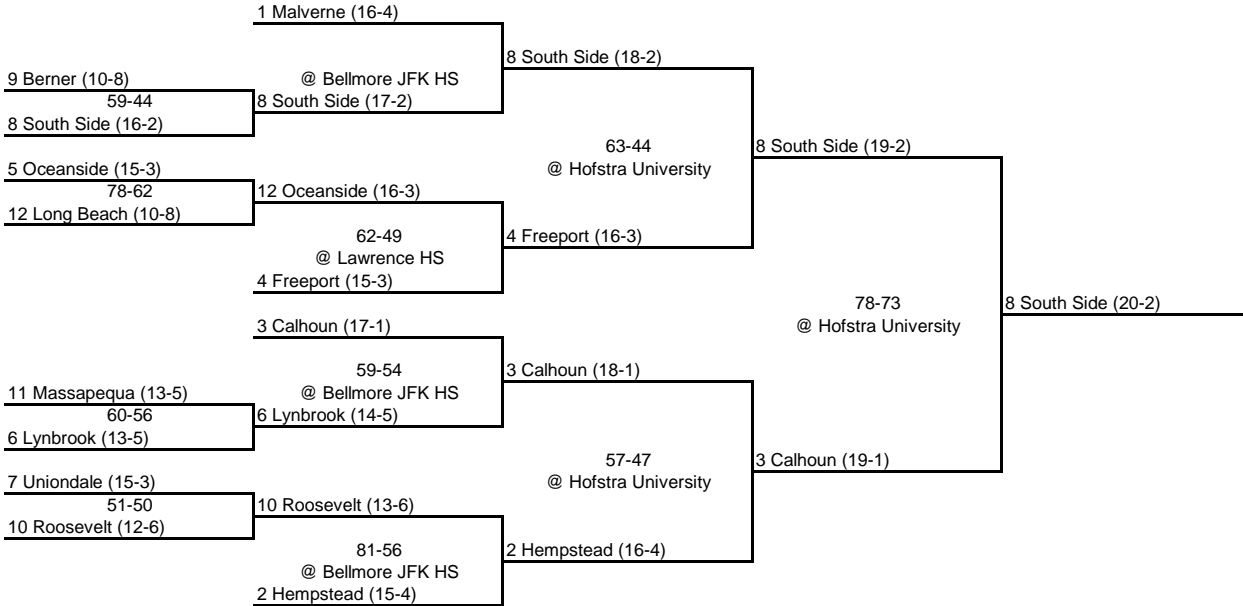 1 Malverne (16-4)
8 South Side (18-2)
9 Berner (10-8)
@ Bellmore JFK HS
59-44
8 South Side (17-2)
8 South Side (16-2)
63-44
8 South Side (19-2)
@ Hofstra University
5 Oceanside (15-3)
78-62
12 Oceanside (16-3)
12 Long Beach (10-8)
62-49
4 Freeport (16-3)
@ Lawrence HS
4 Freeport (15-3)
78-73
8 South Side (20-2)
@ Hofstra University
3 Calhoun (17-1)
59-54
3 Calhoun (18-1)
@ Bellmore JFK HS
11 Massapequa (13-5)
60-56
6 Lynbrook (14-5)
6 Lynbrook (13-5)
57-47
3 Calhoun (19-1)
@ Hofstra University
7 Uniondale (15-3)
51-50
10 Roosevelt (13-6)
10 Roosevelt (12-6)
81-56
2 Hempstead (16-4)
@ Bellmore JFK HS
2 Hempstead (15-4)